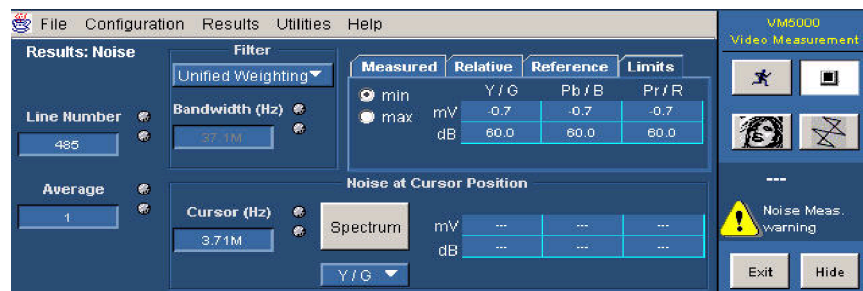 File Configuration Results Utilities Help
Results: Noise
Line Number
485
Average
1
Filter
Unified Weighting
Bandwidth (Hz)
37.1M
Measured Relative Reference Limits
min
max
Y / G Pb / B Pr / R
mV -0.7 -0.7 -0.7
dB 60.0 60.0 60.0
Noise at Cursor Position
Cursor (Hz)
3.71M
Spectrum
Y / G
mV --- --- ---
dB --- --- ---
VM5000
Video Measurement
---
Noise Meas.
warning
Exit Hide